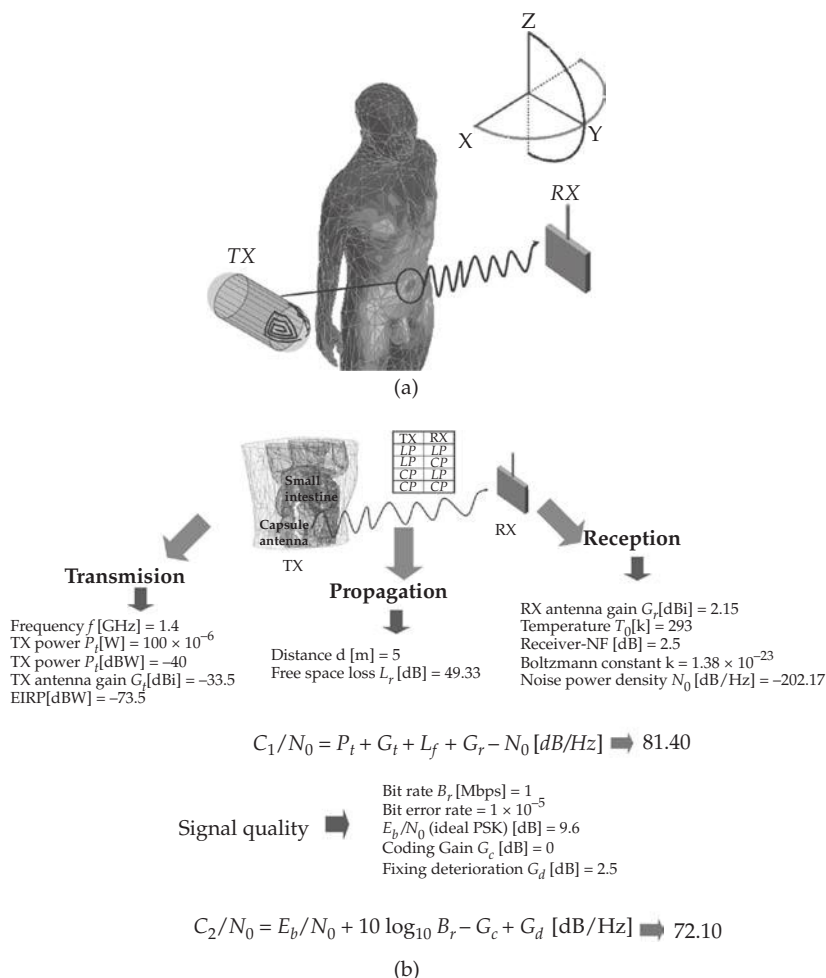 Z
X
Y
RX
TX
(a)
TX RX
LP LP
LP CP
CP LP
CP CP
Small
intestine
Capsule
antenna
TX
RX
Transmision
Propagation
Reception
Frequency f [GHz] = 1.4
TX power Pt[W] = 100 × 10⁻⁶
TX power Pt[dBW] = –40
TX antenna gain Gt[dBi] = –33.5
EIRP[dBW] = –73.5
Distance d [m] = 5
Free space loss Lr [dB] = 49.33
RX antenna gain Gr[dBi] = 2.15
Temperature T0[k] = 293
Receiver-NF [dB] = 2.5
Boltzmann constant k = 1.38 × 10⁻²³
Noise power density N0 [dB/Hz] = –202.17
C1/N0 = Pt + Gt + Lf + Gr – N0 [dB/Hz] 81.40
Signal quality
Bit rate Br [Mbps] = 1
Bit error rate = 1 × 10⁻⁵
Eb/N0 (ideal PSK) [dB] = 9.6
Coding Gain Gc [dB] = 0
Fixing deterioration Gd [dB] = 2.5
C2/N0 = Eb/N0 + 10 log10 Br – Gc + Gd [dB/Hz] 72.10
(b)